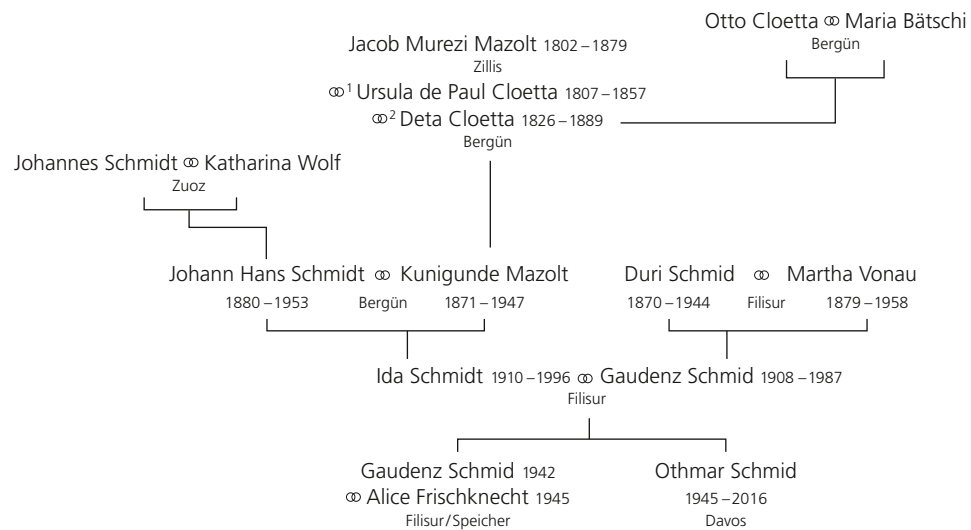 Otto Cloetta ⚭ Maria Bätschi
Bergün
Jacob Murezi Mazolt 1802–1879
Zillis
⚭¹ Ursula de Paul Cloetta 1807–1857
⚭² Deta Cloetta 1826–1889
Bergün
Johannes Schmidt ⚭ Katharina Wolf
Zuoz
Johann Hans Schmidt ⚭ Kunigunde Mazolt
1880–1953 Bergün 1871–1947
Duri Schmid ⚭ Martha Vonau
1870–1944 Filisur 1879–1958
Ida Schmidt 1910–1996 ⚭ Gaudenz Schmid 1908–1987
Filisur
Gaudenz Schmid 1942
⚭ Alice Frischknecht 1945
Filisur/Speicher
Othmar Schmid
1945–2016
Davos